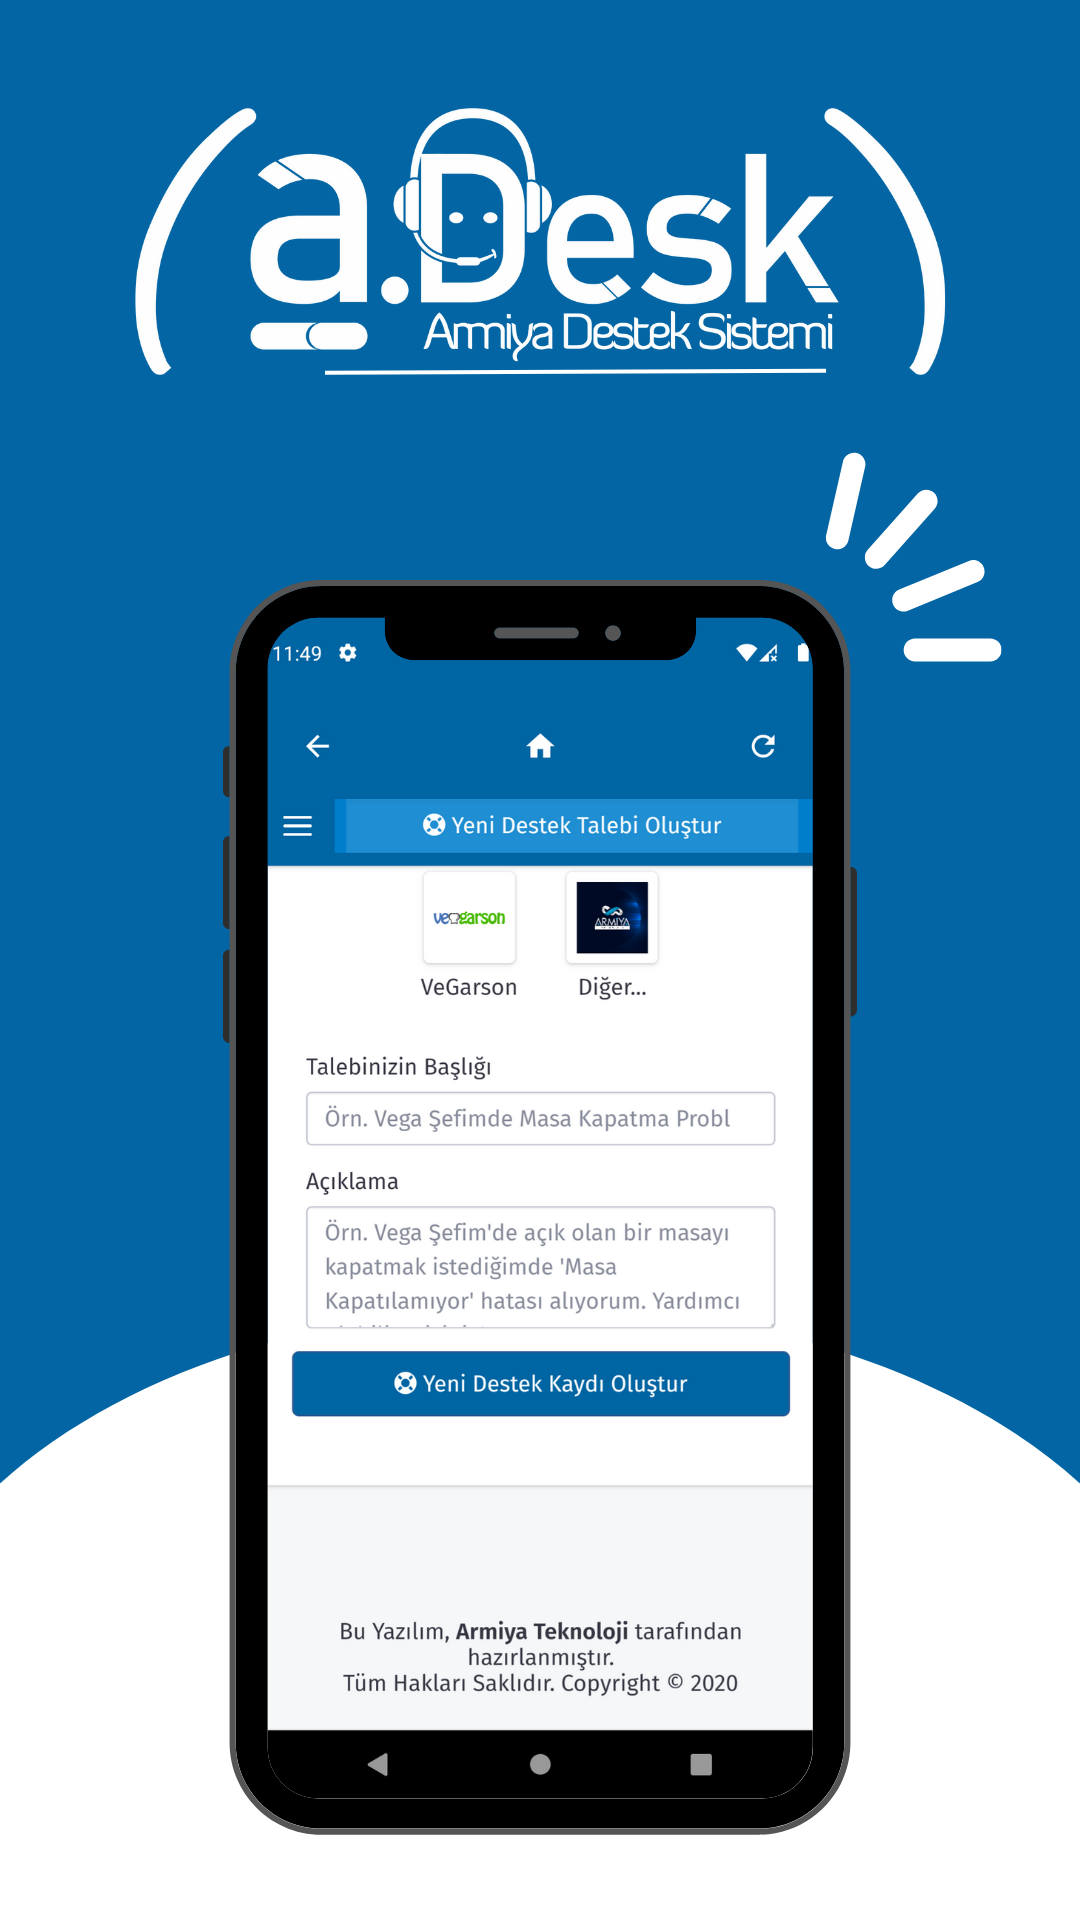 a.Desk
Armiya Destek Sistemi
11:49
Yeni Destek Talebi Oluştur
vegarson
ARMİYA
VeGarson
Diğer...
Talebinizin Başlığı
Örn. Vega Şefimde Masa Kapatma Probl
Açıklama
Örn. Vega Şefim'de açık olan bir masayı
kapatmak istediğimde 'Masa
Kapatılamıyor' hatası alıyorum. Yardımcı
Yeni Destek Kaydı Oluştur
Bu Yazılım, Armiya Teknoloji tarafından
hazırlanmıştır.
Tüm Hakları Saklıdır. Copyright © 2020